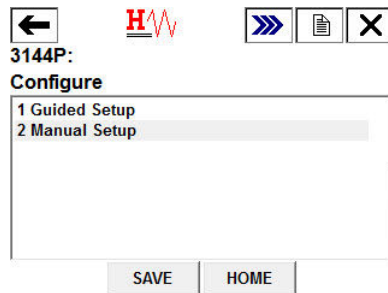 H
3144P:
Configure
1 Guided Setup
2 Manual Setup
SAVE HOME